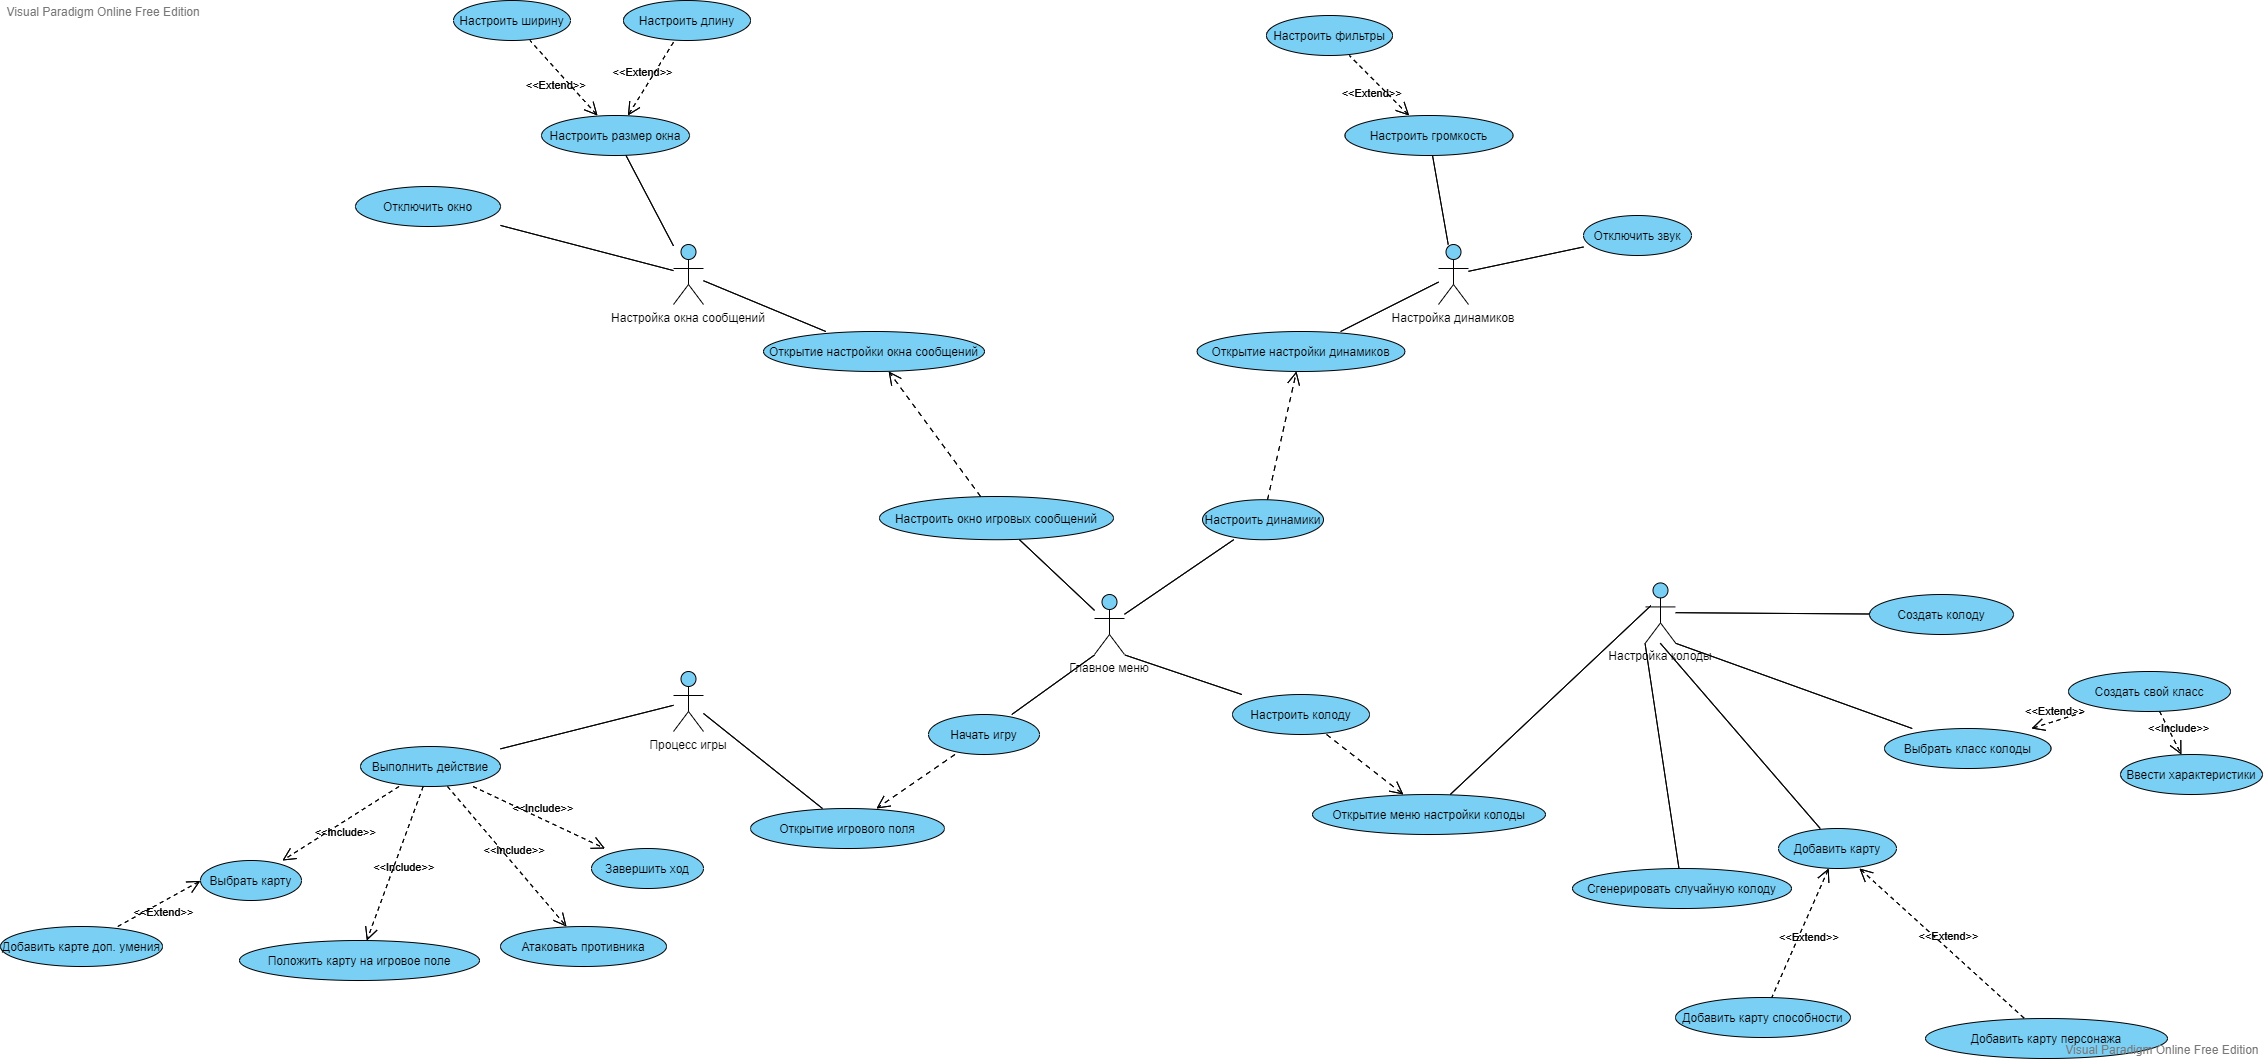 Visual Paradigm Online Free Edition
Настроить ширину
Настроить длину
Настроить фильтры
<<Extend>>
<<Extend>>
<<Extend>>
Настроить размер окна
Настроить громкость
Отключить окно
Отключить звук
Настройка окна сообщений
Настройка динамиков
Открытие настройки окна сообщений
Открытие настройки динамиков
Настроить окно игровых сообщений
Настроить динамики
Создать колоду
Настройка колоды
Главное меню
Создать свой класс
<<Extend>>
<<Include>>
Настроить колоду
Начать игру
Процесс игры
Выбрать класс колоды
Ввести характеристики
Выполнить действие
<<Include>>
<<Include>>
<<Include>>
<<Include>>
Открытие игрового поля
Открытие меню настройки колоды
Добавить карту
Завершить ход
Выбрать карту
Сгенерировать случайную колоду
<<Extend>>
<<Extend>>
<<Extend>>
Добавить карте доп. умения
Положить карту на игровое поле
Атаковать противника
Добавить карту способности
Добавить карту персонажа
Visual Paradigm Online Free Edition